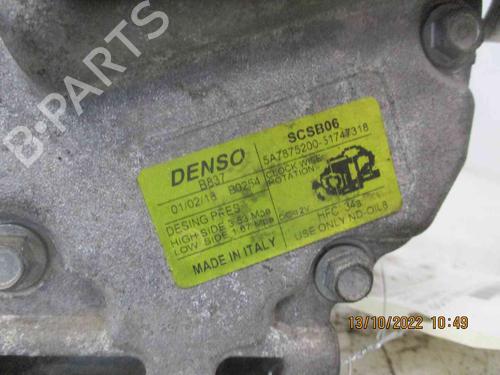 B-PARTS
DENSO
SCSB06
B837
5A7875200-51747318
01/02/18 B0264
CLOCK WISE
ROTATION
DESING PRES
HIGH SIDE 3.53 Mpa
LOW SIDE 1.67 Mpa DC-12V
HFC-134a
MADE IN ITALY
USE ONLY ND-OIL8
13/10/2022 10:49